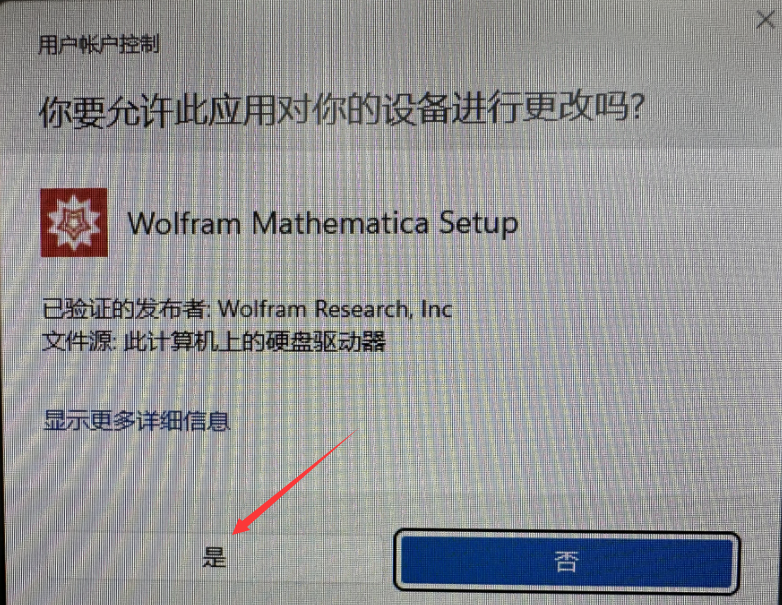 用户帐户控制
你要允许此应用对你的设备进行更改吗?
Wolfram Mathematica Setup
已验证的发布者: Wolfram Research, Inc
文件源: 此计算机上的硬盘驱动器
显示更多详细信息
是
否